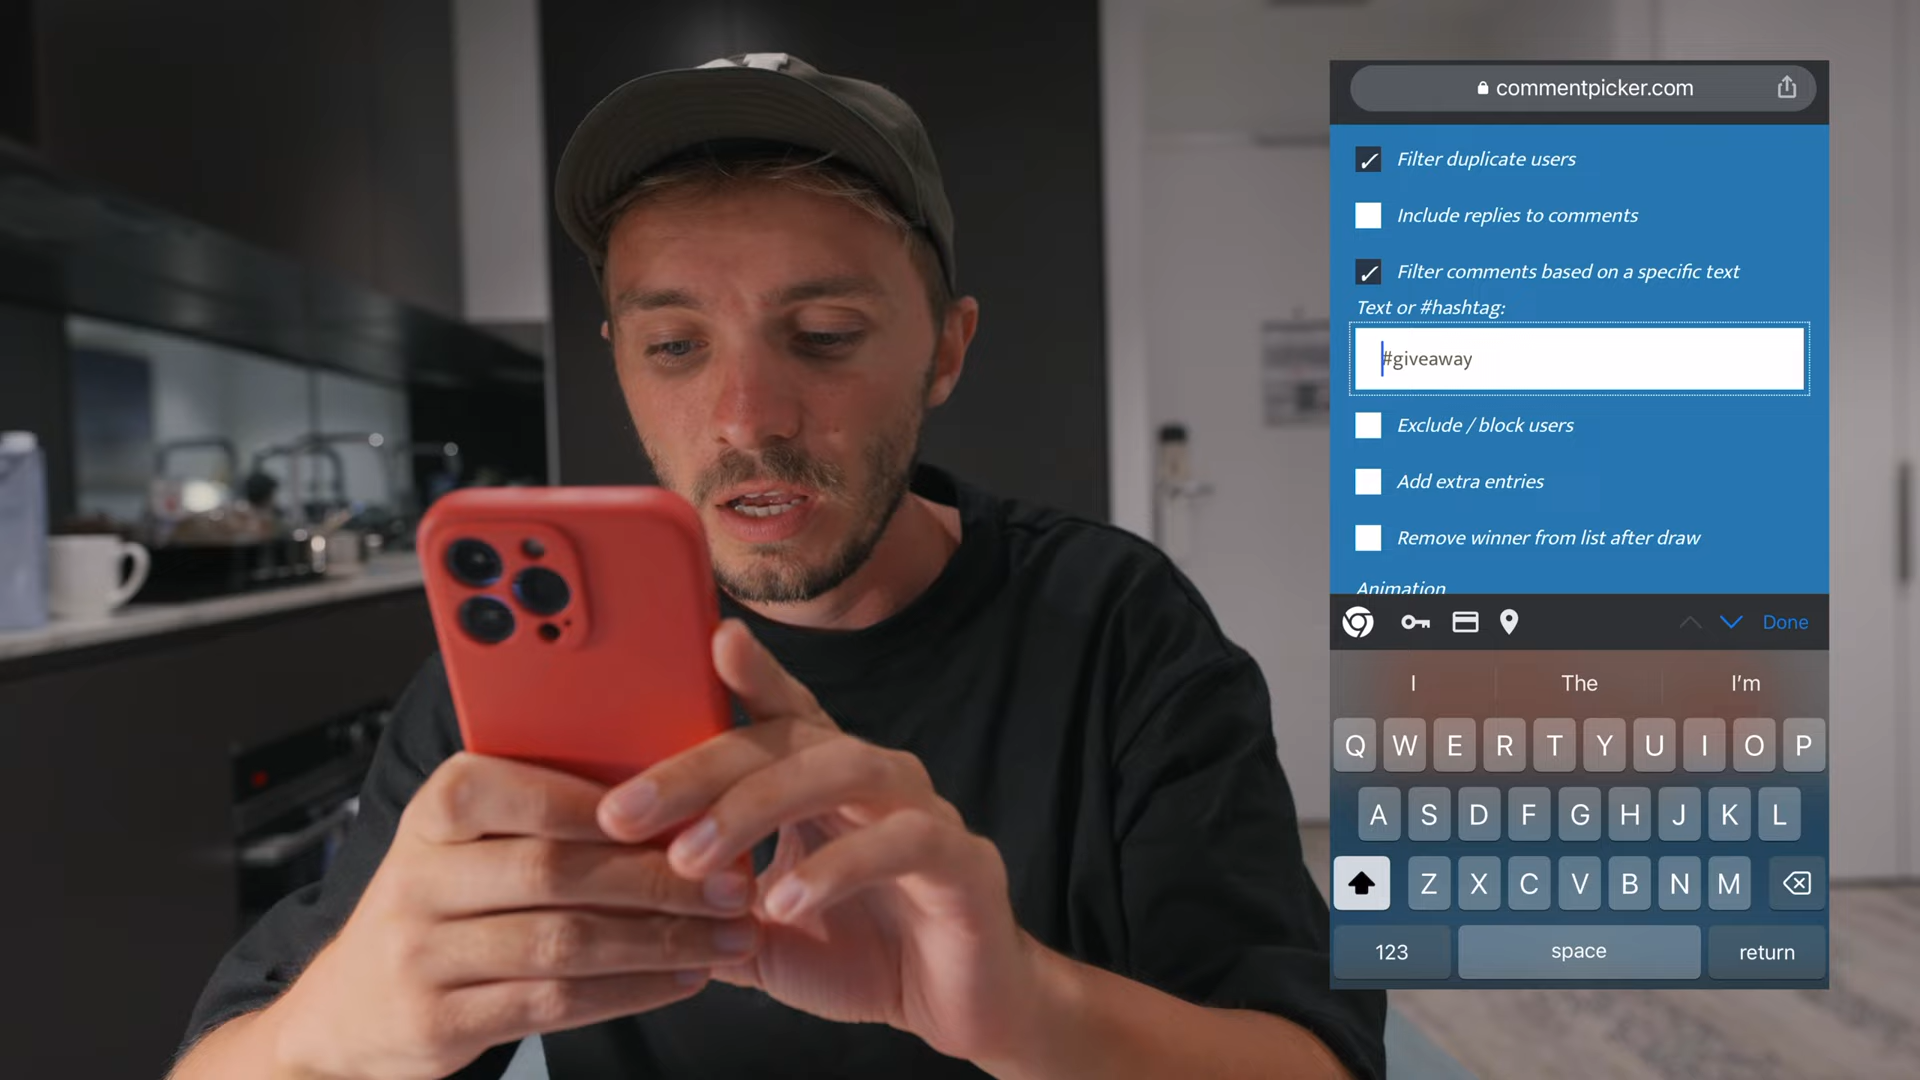 commentpicker.com
Filter duplicate users
Include replies to comments
Filter comments based on a specific text
Text or #hashtag:
#giveaway
Exclude / block users
Add extra entries
Remove winner from list after draw
Animation
Done
I The I'm
Q W E R T Y U I O P
A S D F G H J K L
Z X C V B N M
123 space return